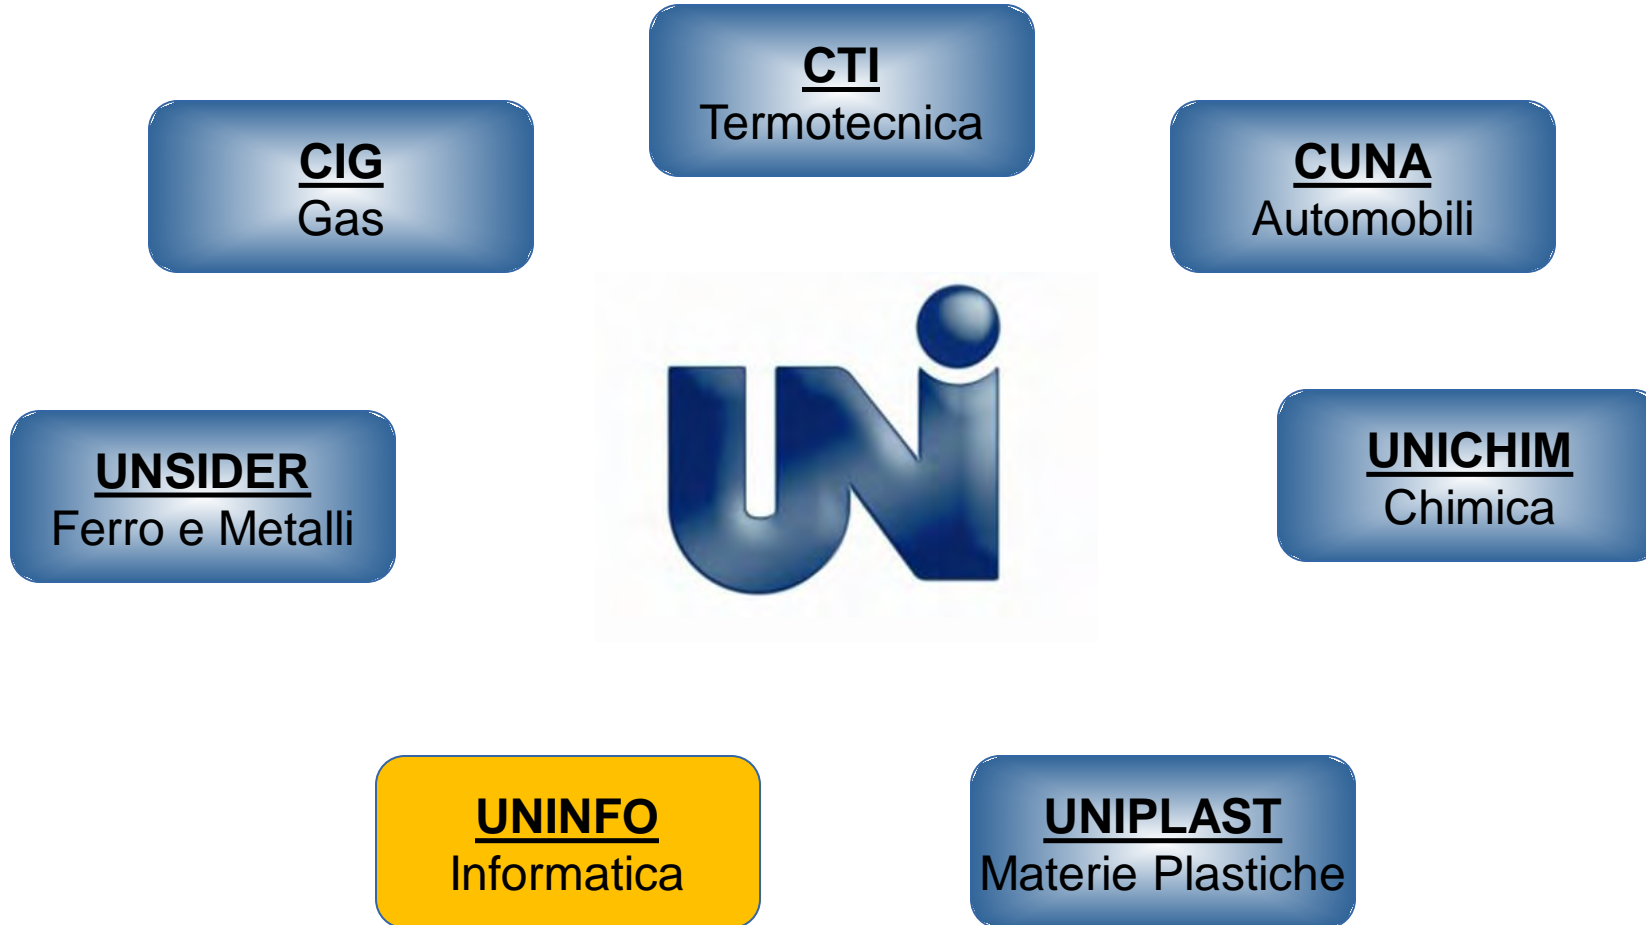 CTI
Termotecnica
CIG
Gas
CUNA
Automobili
UNI
UNSIDER
Ferro e Metalli
UNICHIM
Chimica
UNINFO
Informatica
UNIPLAST
Materie Plastiche